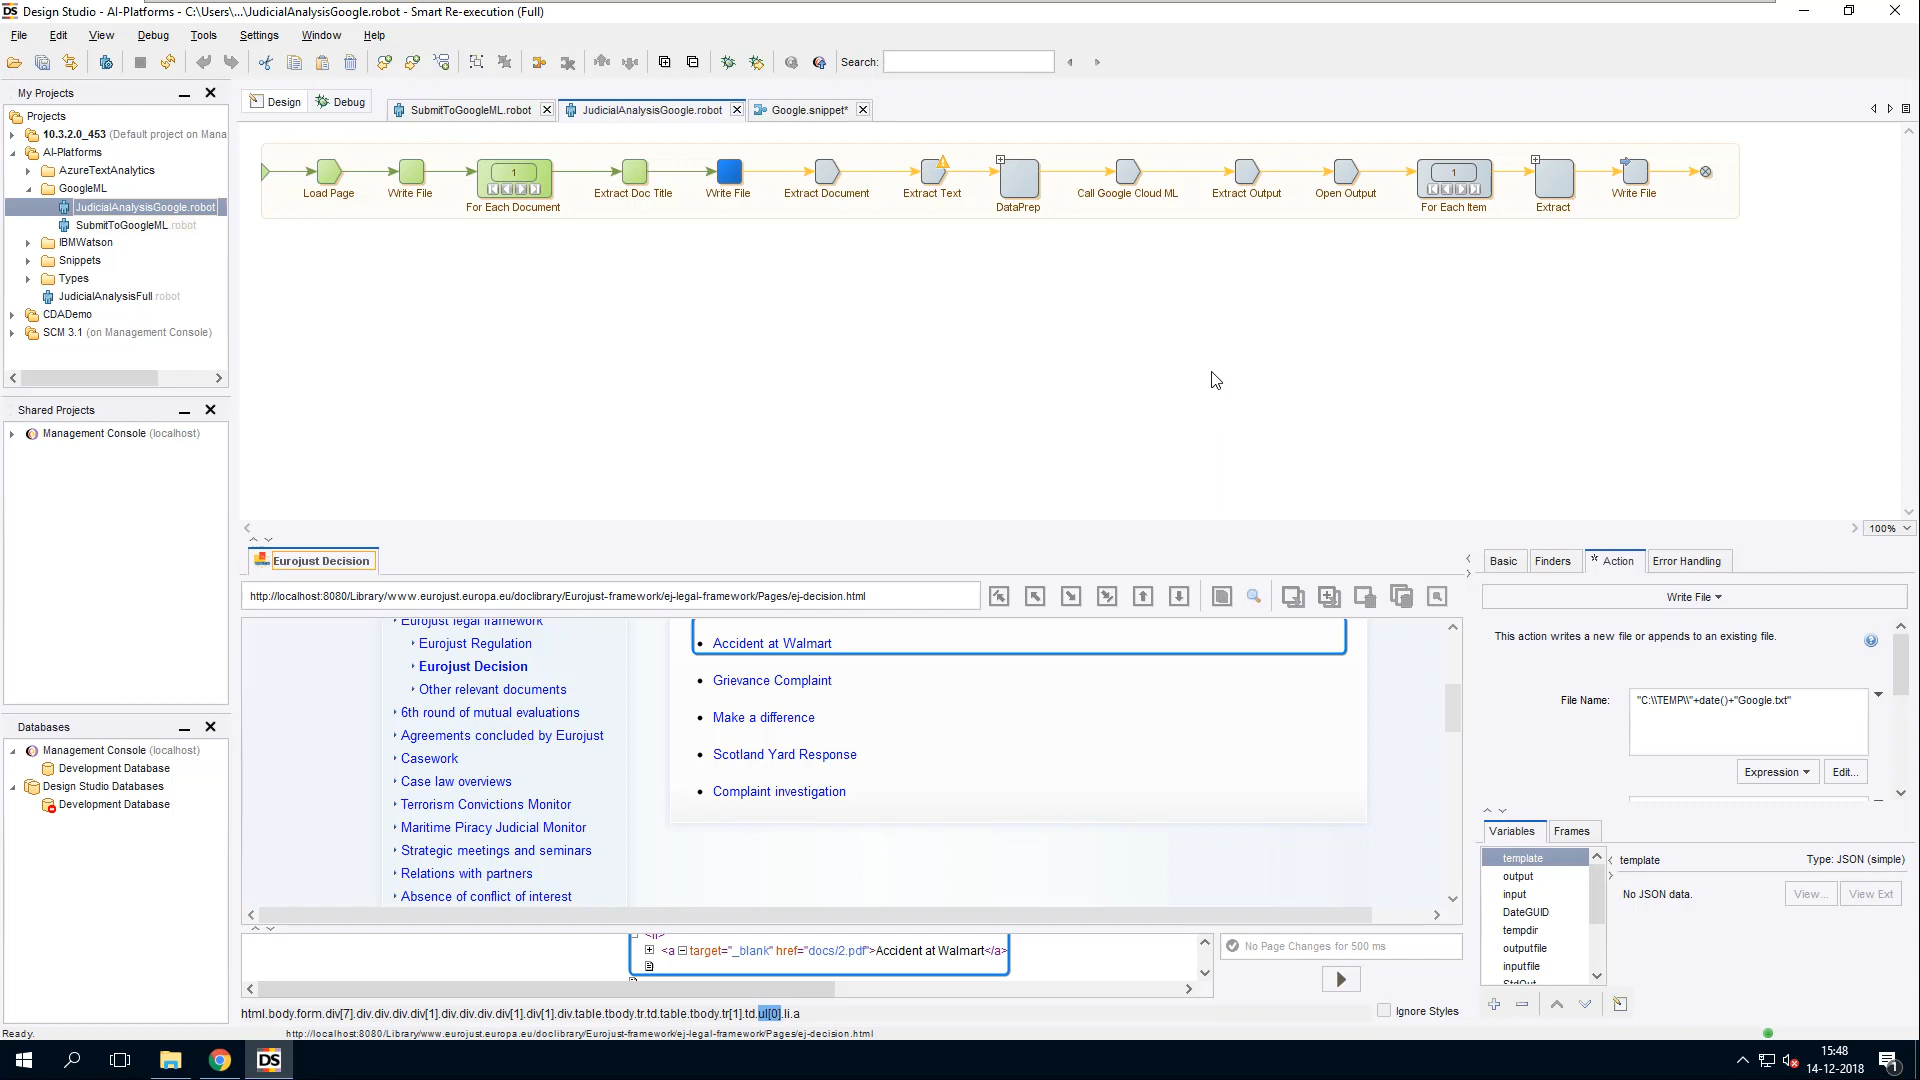 Design Studio - AI-Platforms - C:\Users\...\JudicialAnalysisGoogle.robot - Smart Re-execution (Full)
File Edit View Debug Tools Settings Window Help
Search:
My Projects
Projects
10.3.2.0_453 (Default project on Mana
AI-Platforms
AzureTextAnalytics
GoogleML
JudicialAnalysisGoogle.robot
SubmitToGoogleML.robot
IBMWatson
Snippets
Types
JudicialAnalysisFull.robot
CDADemo
SCM 3.1 (on Management Console)
Shared Projects
Management Console (localhost)
Databases
Management Console (localhost)
Development Database
Design Studio Databases
Development Database
Design Debug
SubmitToGoogleML.robot JudicialAnalysisGoogle.robot Google.snippet*
1 1
Load Page Write File For Each Document Extract Doc Title Write File Extract Document Extract Text DataPrep Call Google Cloud ML Extract Output Open Output For Each Item Extract Write File
100%
Eurojust Decision
http://localhost:8080/Library/www.eurojust.europa.eu/doclibrary/Eurojust-framework/ej-legal-framework/Pages/ej-decision.html
Eurojust legal framework
Eurojust Regulation
Eurojust Decision
Other relevant documents
6th round of mutual evaluations
Agreements concluded by Eurojust
Casework
Case law overviews
Terrorism Convictions Monitor
Maritime Piracy Judicial Monitor
Strategic meetings and seminars
Relations with partners
Absence of conflict of interest
Accident at Walmart
Grievance Complaint
Make a difference
Scotland Yard Response
Complaint investigation
<a target="_blank" href="docs/2.pdf">Accident at Walmart</a>
No Page Changes for 500 ms
html.body.form.div[7].div.div.div.div[1].div.div.div.div[1].div[1].div.table.tbody.tr.td.table.tbody.tr[1].td.ul[0].li.a
Ignore Styles
Basic Finders * Action Error Handling
Write File
This action writes a new file or appends to an existing file.
File Name: "C:\\TEMP\\"+date()+"Google.txt"
Expression Edit...
Variables Frames
template
output
input
DateGUID
tempdir
outputfile
inputfile
StdOut
template Type: JSON (simple)
No JSON data. View... View Ext
Ready. http://localhost:8080/Library/www.eurojust.europa.eu/doclibrary/Eurojust-framework/ej-legal-framework/Pages/ej-decision.html
DS
15:48
14-12-2018
1